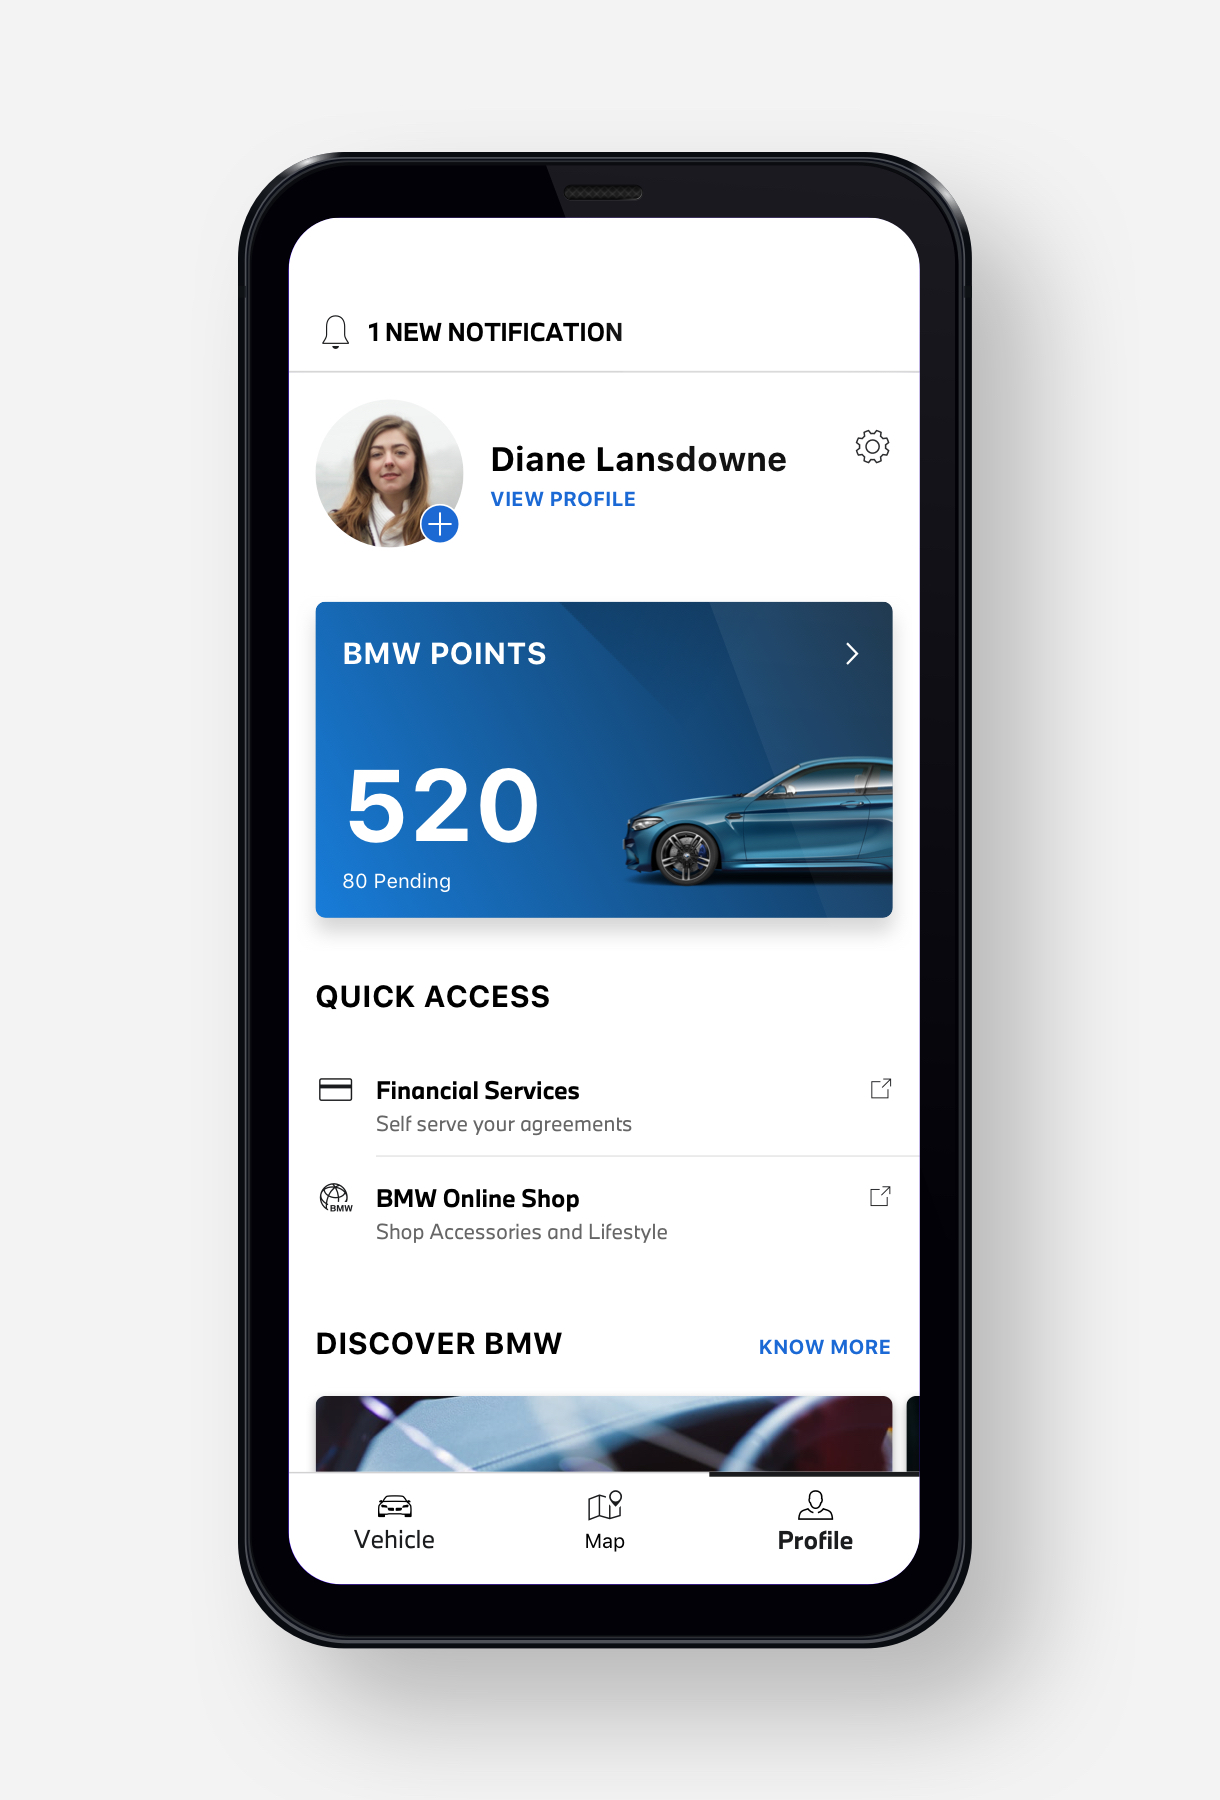 1 NEW NOTIFICATION
Diane Lansdowne
VIEW PROFILE
BMW POINTS
520
80 Pending
QUICK ACCESS
Financial Services
Self serve your agreements
BMW
BMW Online Shop
Shop Accessories and Lifestyle
DISCOVER BMW
KNOW MORE
Vehicle
Map
Profile